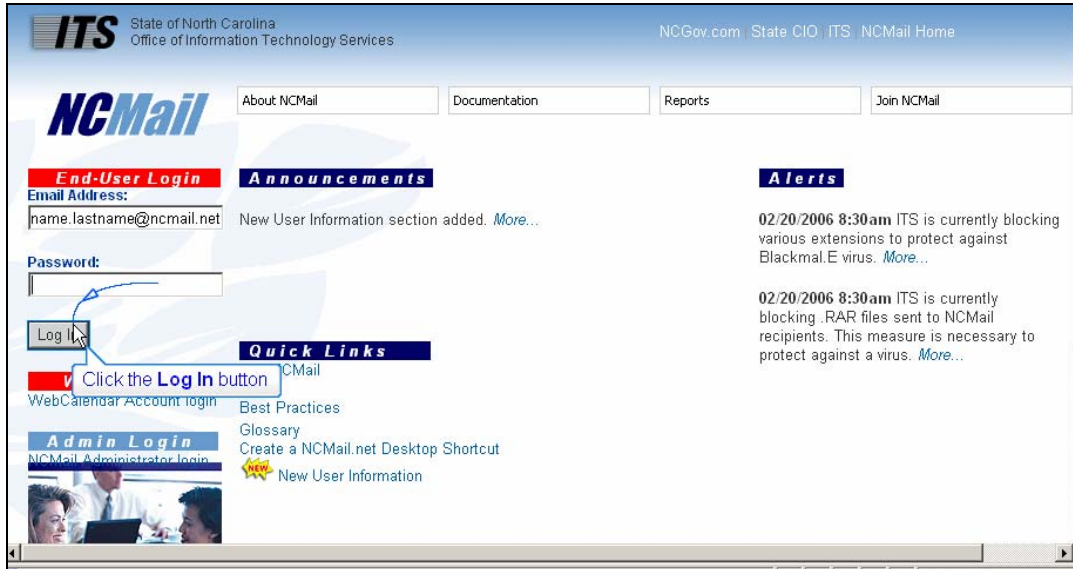 ITS
State of North Carolina
Office of Information Technology Services
NCGov.com | State CIO | ITS | NCMail Home
NCMail
About NCMail
Documentation
Reports
Join NCMail
End-User Login
Email Address:
name.lastname@ncmail.net
Password:
Log In
Click the Log In button
WebCalendar Account login
Admin Login
NCMail Administrator login
Announcements
New User Information section added. More...
Quick Links
CMail
Best Practices
Glossary
Create a NCMail.net Desktop Shortcut
NEW
New User Information
Alerts
02/20/2006 8:30am ITS is currently blocking
various extensions to protect against
Blackmal.E virus. More...
02/20/2006 8:30am ITS is currently
blocking .RAR files sent to NCMail
recipients. This measure is necessary to
protect against a virus. More...